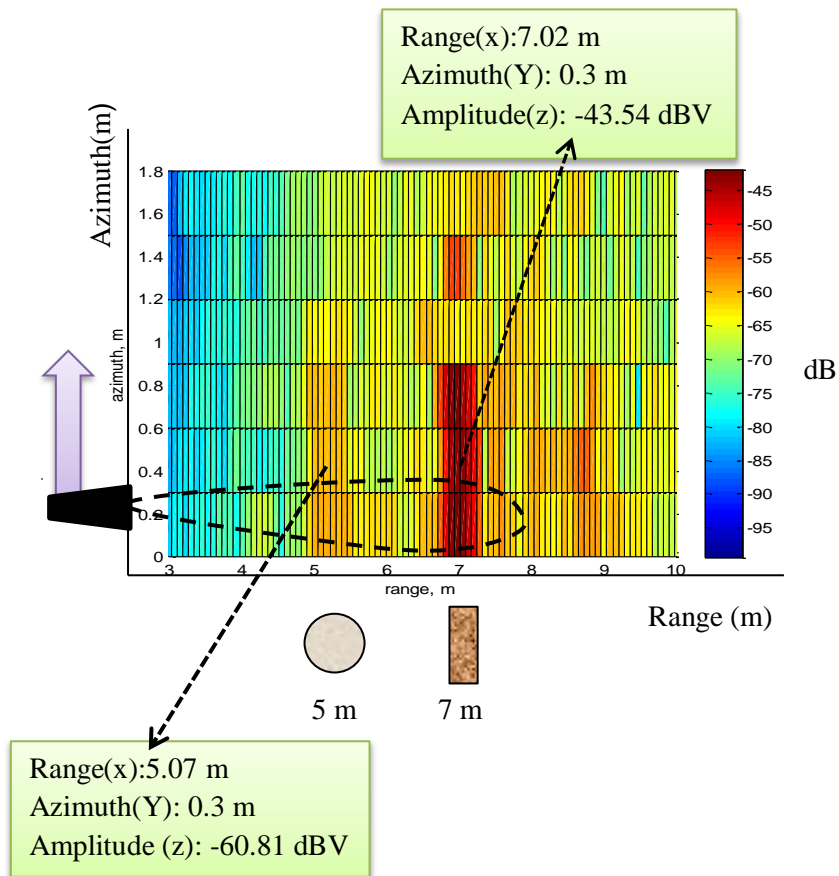 Range(x):7.02 m
Azimuth(Y): 0.3 m
Amplitude(z): -43.54 dBV
Azimuth(m)
azimuth, m
1.8
1.6
1.4
1.2
1
0.8
0.6
0.4
0.2
0
3 4 5 6 7 8 9 10
range, m
Range (m)
-45
-50
-55
-60
-65
-70
-75
-80
-85
-90
-95
dB
5 m 7 m
Range(x):5.07 m
Azimuth(Y): 0.3 m
Amplitude (z): -60.81 dBV